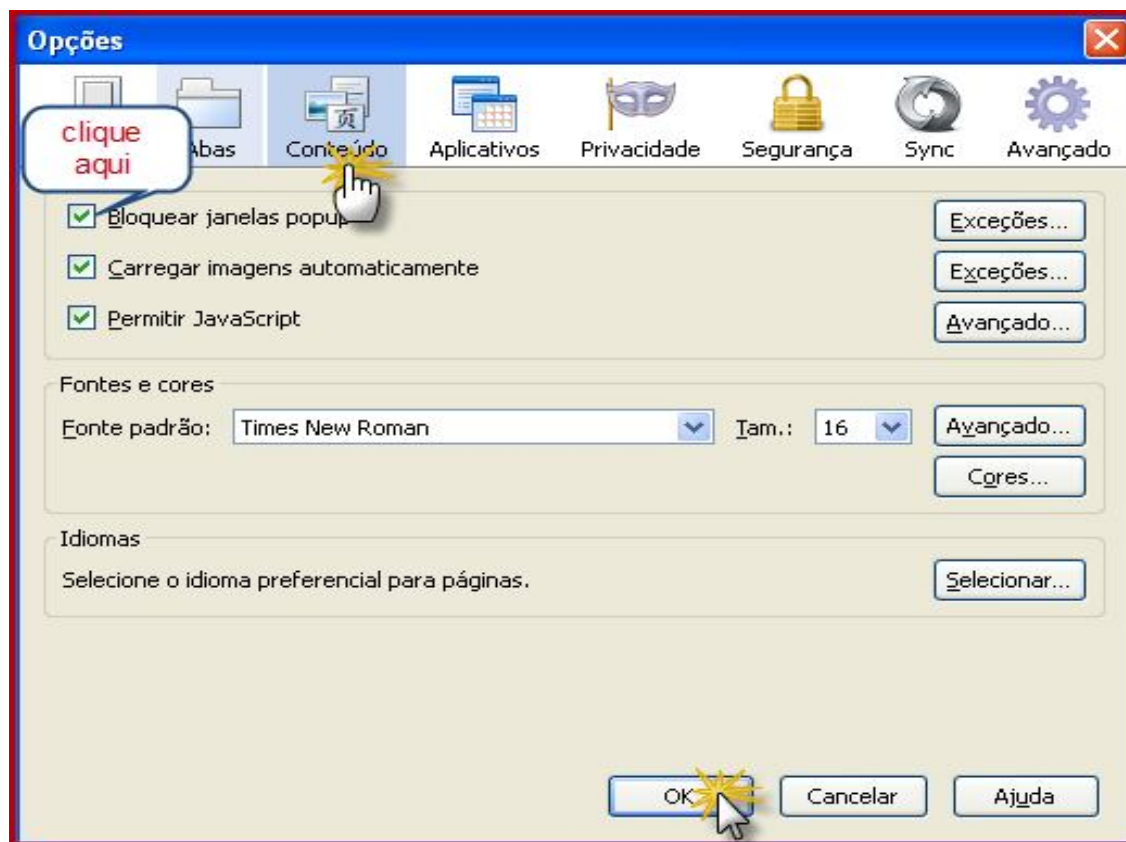 Opções
clique
aqui
Abas
Conteúdo
Aplicativos
Privacidade
Segurança
Sync
Avançado
Bloquear janelas popup
Exceções...
Carregar imagens automaticamente
Exceções...
Permitir JavaScript
Avançado...
Fontes e cores
Fonte padrão: Times New Roman Tam.: 16 Avançado...
Cores...
Idiomas
Selecione o idioma preferencial para páginas. Selecionar...
OK Cancelar Ajuda